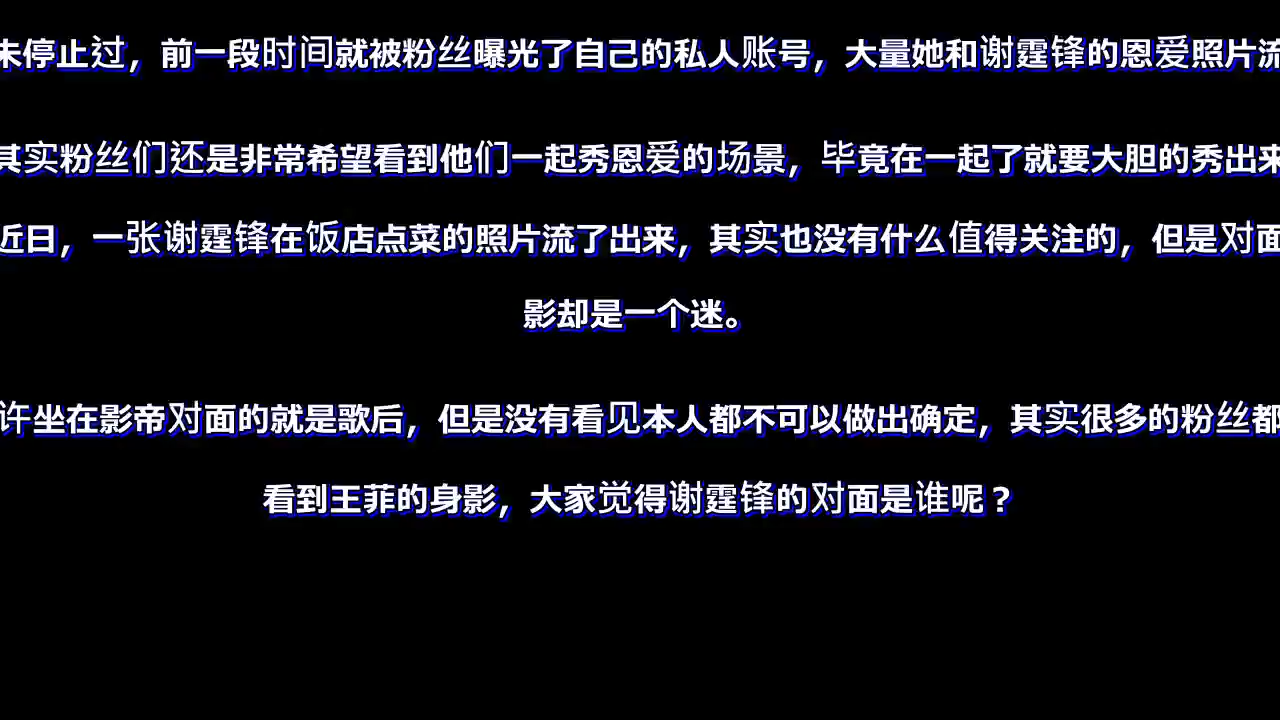 未停止过，前一段时间就被粉丝曝光了自己的私人账号，大量她和谢霆锋的恩爱照片流
其实粉丝们还是非常希望看到他们一起秀恩爱的场景，毕竟在一起了就要大胆的秀出来
近日，一张谢霆锋在饭店点菜的照片流了出来，其实也没有什么值得关注的，但是对面
影却是一个迷。
许坐在影帝对面的就是歌后，但是没有看见本人都不可以做出确定，其实很多的粉丝都
看到王菲的身影，大家觉得谢霆锋的对面是谁呢？